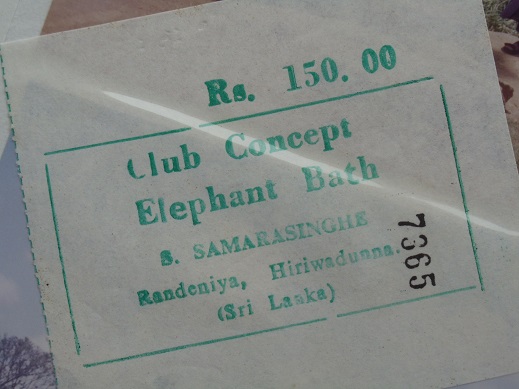 Rs. 150.00
Club Concept
Elephant Bath
S. SAMARASINGHE
Randeniya, Hiriwadunna.
(Sri Lanka)
7365